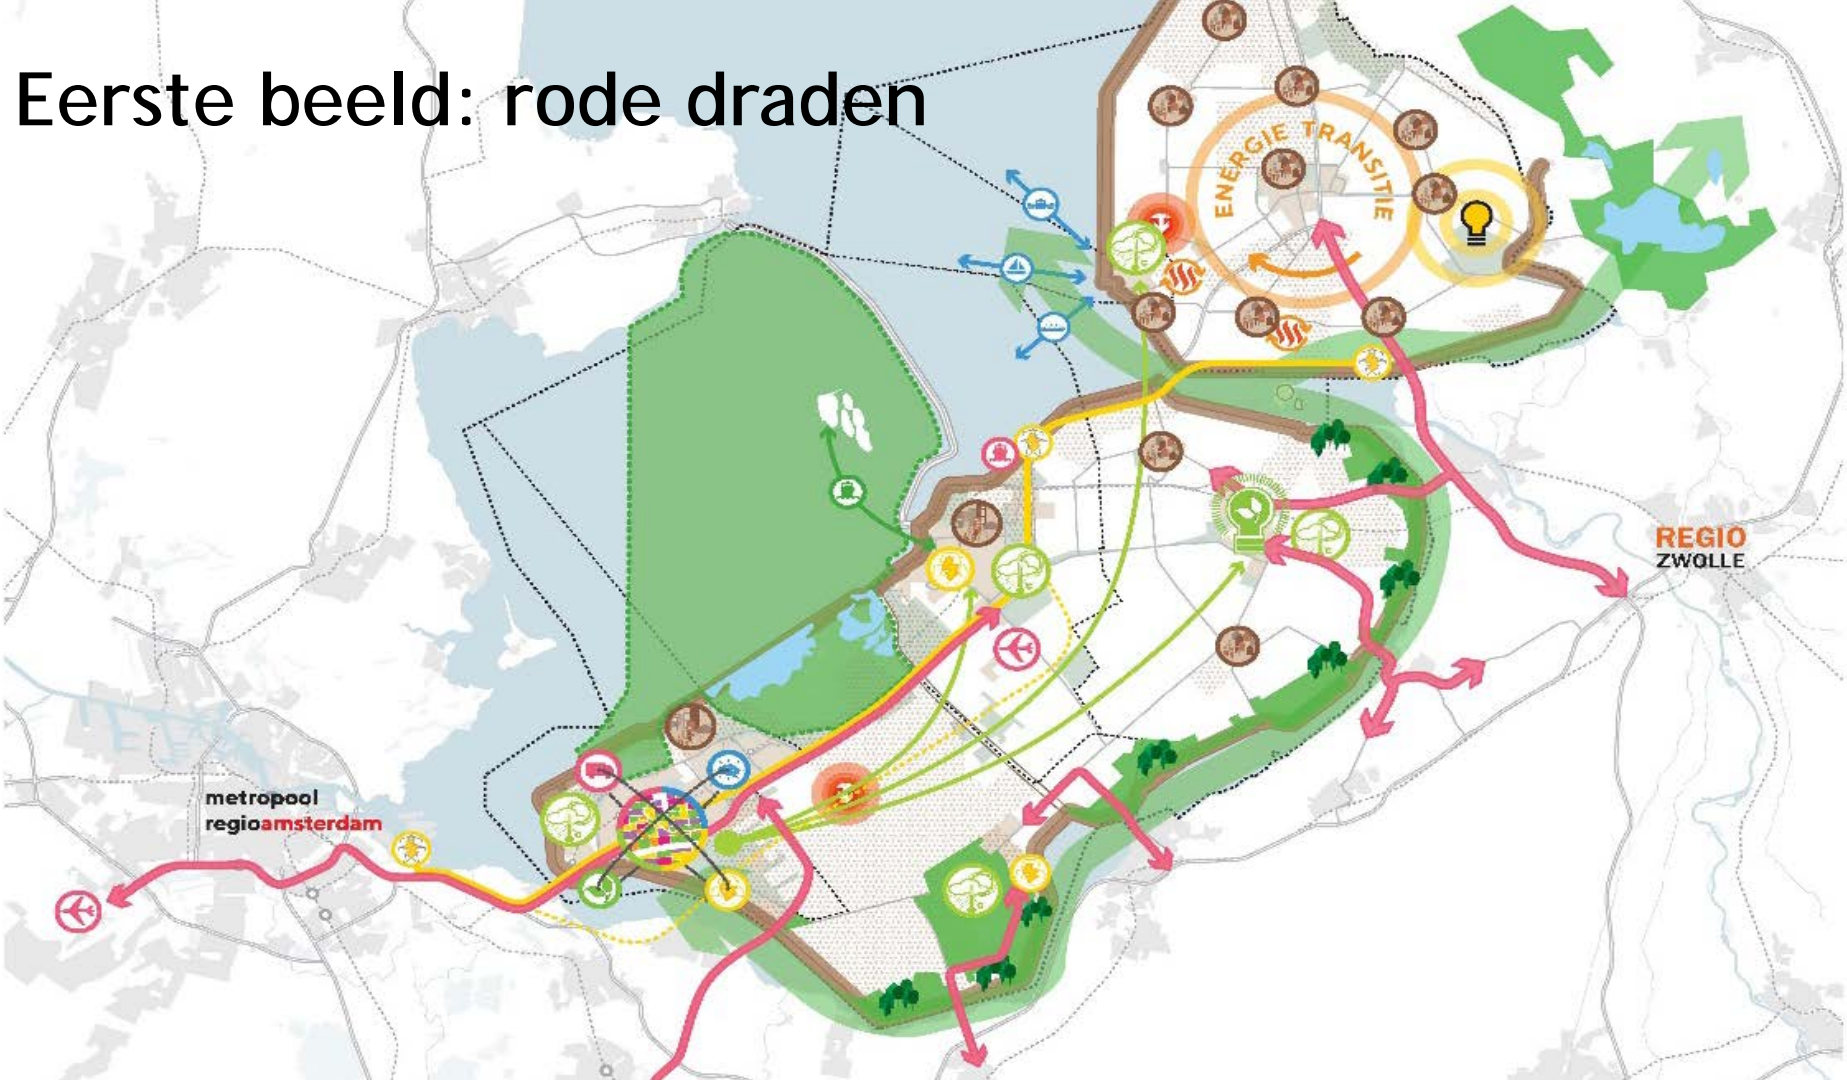 Eerste beeld: rode draden
ENERGIE TRANSITIE
REGIO
ZWOLLE
metropool
regioamsterdam